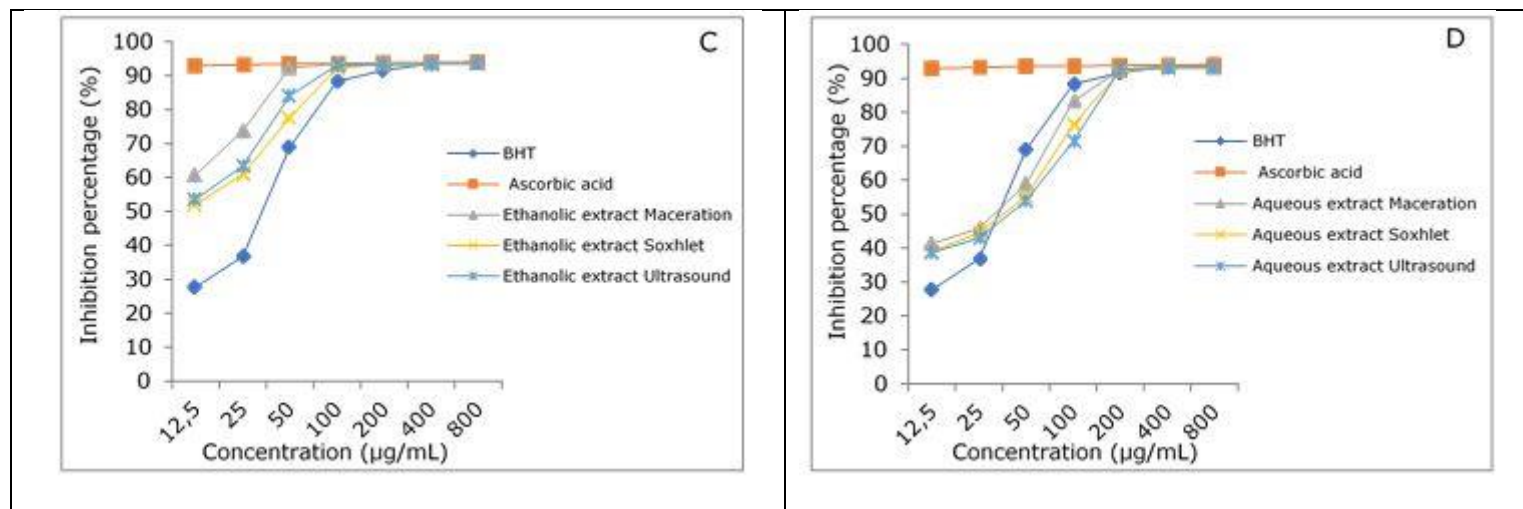 C
Inhibition percentage (%)
100
90
80
70
60
50
40
30
20
10
0
12,5
25
50
100
200
400
800
Concentration (µg/mL)
BHT
Ascorbic acid
Ethanolic extract Maceration
Ethanolic extract Soxhlet
Ethanolic extract Ultrasound
D
Inhibition percentage (%)
100
90
80
70
60
50
40
30
20
10
0
12,5
25
50
100
200
400
800
Concentration (µg/mL)
BHT
Ascorbic acid
Aqueous extract Maceration
Aqueous extract Soxhlet
Aqueous extract Ultrasound